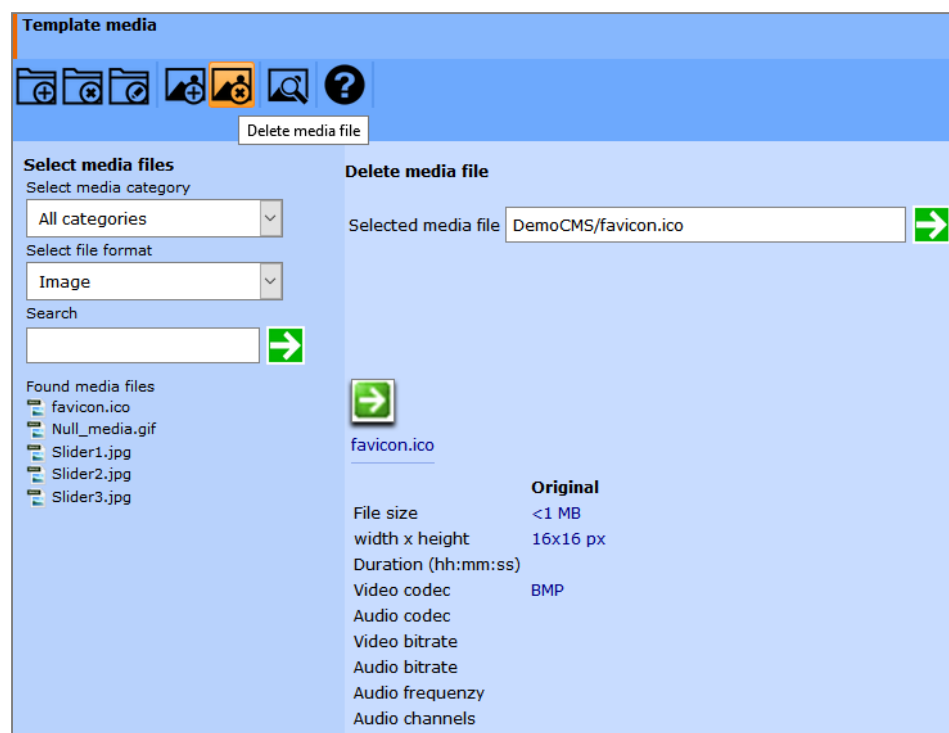 Template media
Delete media file
Select media files
Select media category
All categories
Select file format
Image
Search
Found media files
favicon.ico
Null_media.gif
Slider1.jpg
Slider2.jpg
Slider3.jpg
Delete media file
Selected media file DemoCMS/favicon.ico
favicon.ico
Original
File size <1 MB
width x height 16x16 px
Duration (hh:mm:ss)
Video codec BMP
Audio codec
Video bitrate
Audio bitrate
Audio frequenzy
Audio channels